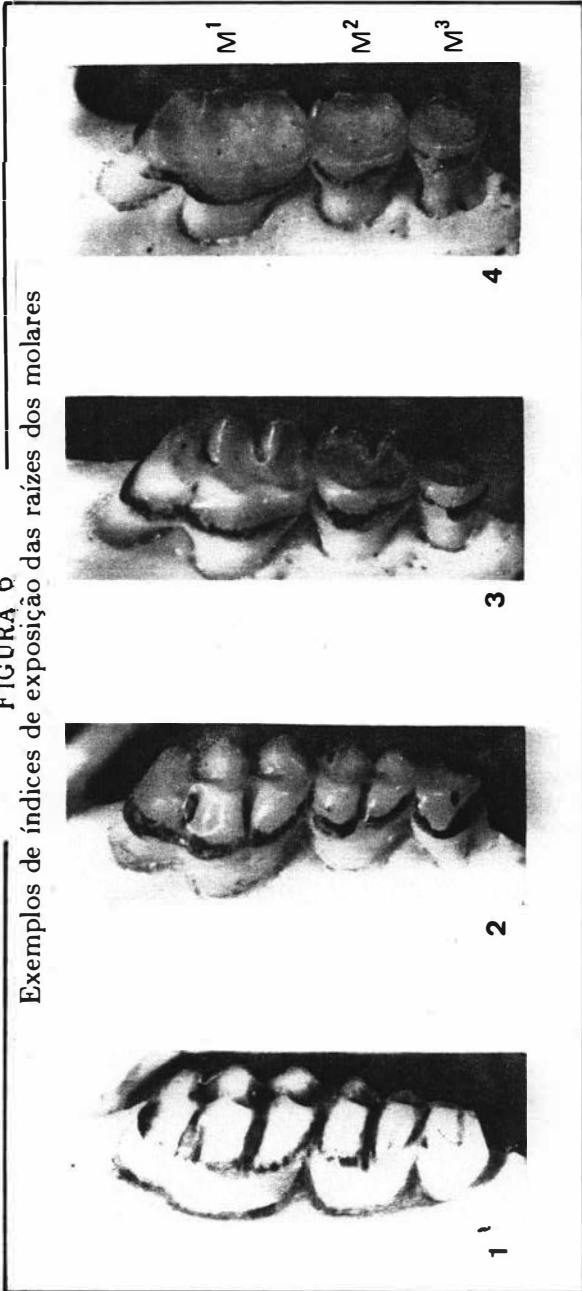 FIGURA 6
Exemplos de índices de exposição das raízes dos molares
1
2
3
4
M¹
M²
M³